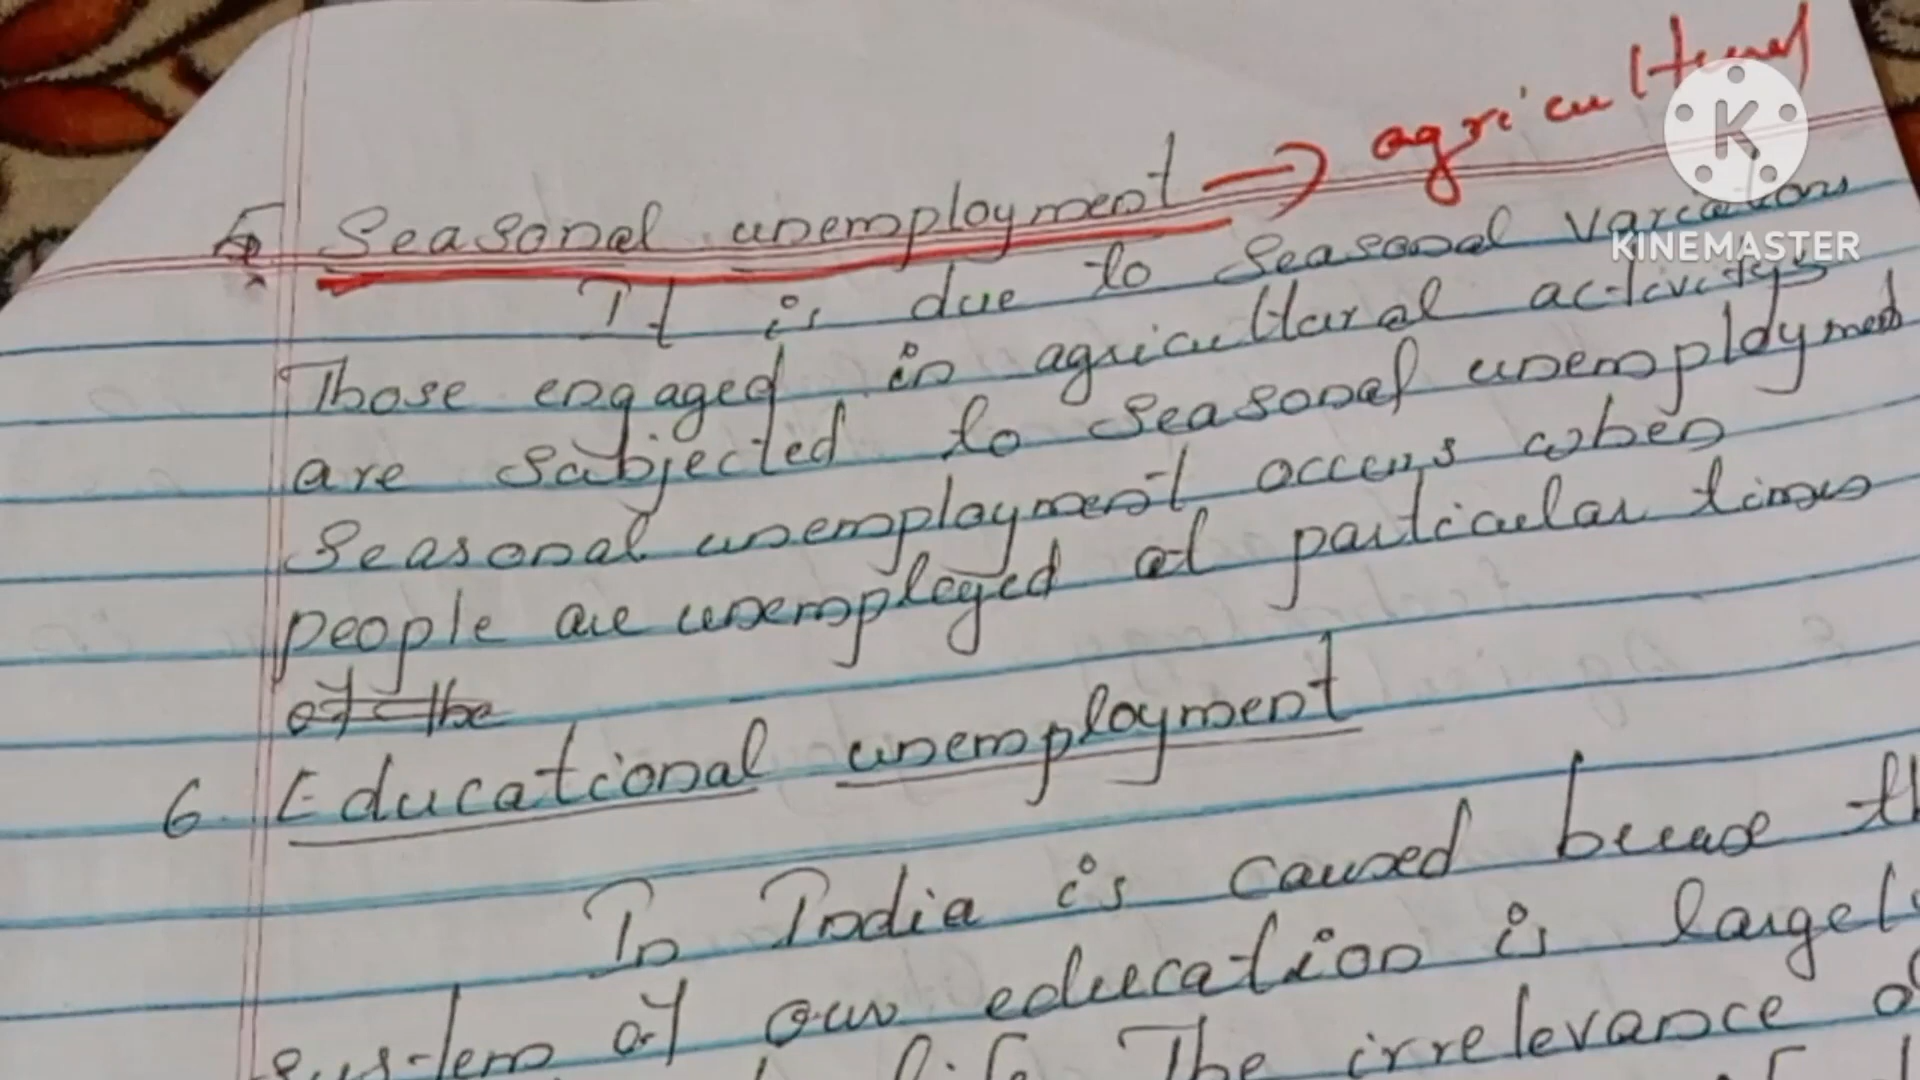 5. Seasonal unemployment → agricultural
KINEMASTER
It is due to Seasonal variations
Those engaged in agricultural activitys
are subjected to seasonal unemployment
Seasonal unemployment occurs when
people are unemployed at particular times
of the
6. Educational unemployment
In India is caused because th
System of our education is largel
The irrelevance of